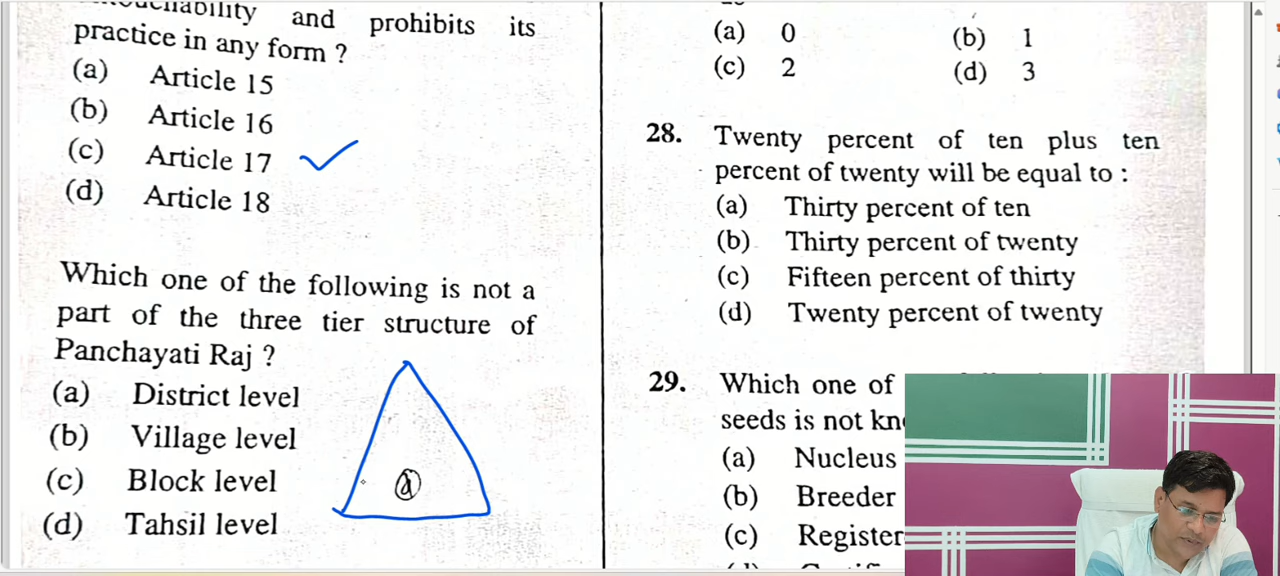 and prohibits its
practice in any form ?
(a) Article 15
(b) Article 16
(c) Article 17
(d) Article 18
Which one of the following is not a
part of the three tier structure of
Panchayati Raj ?
(a) District level
(b) Village level
(c) Block level
(d) Tahsil level
(a) 0 (b) 1
(c) 2 (d) 3
28. Twenty percent of ten plus ten
percent of twenty will be equal to :
(a) Thirty percent of ten
(b) Thirty percent of twenty
(c) Fifteen percent of thirty
(d) Twenty percent of twenty
29. Which one of
seeds is not
(a) Nucleus
(b) Breeder
(c) Register